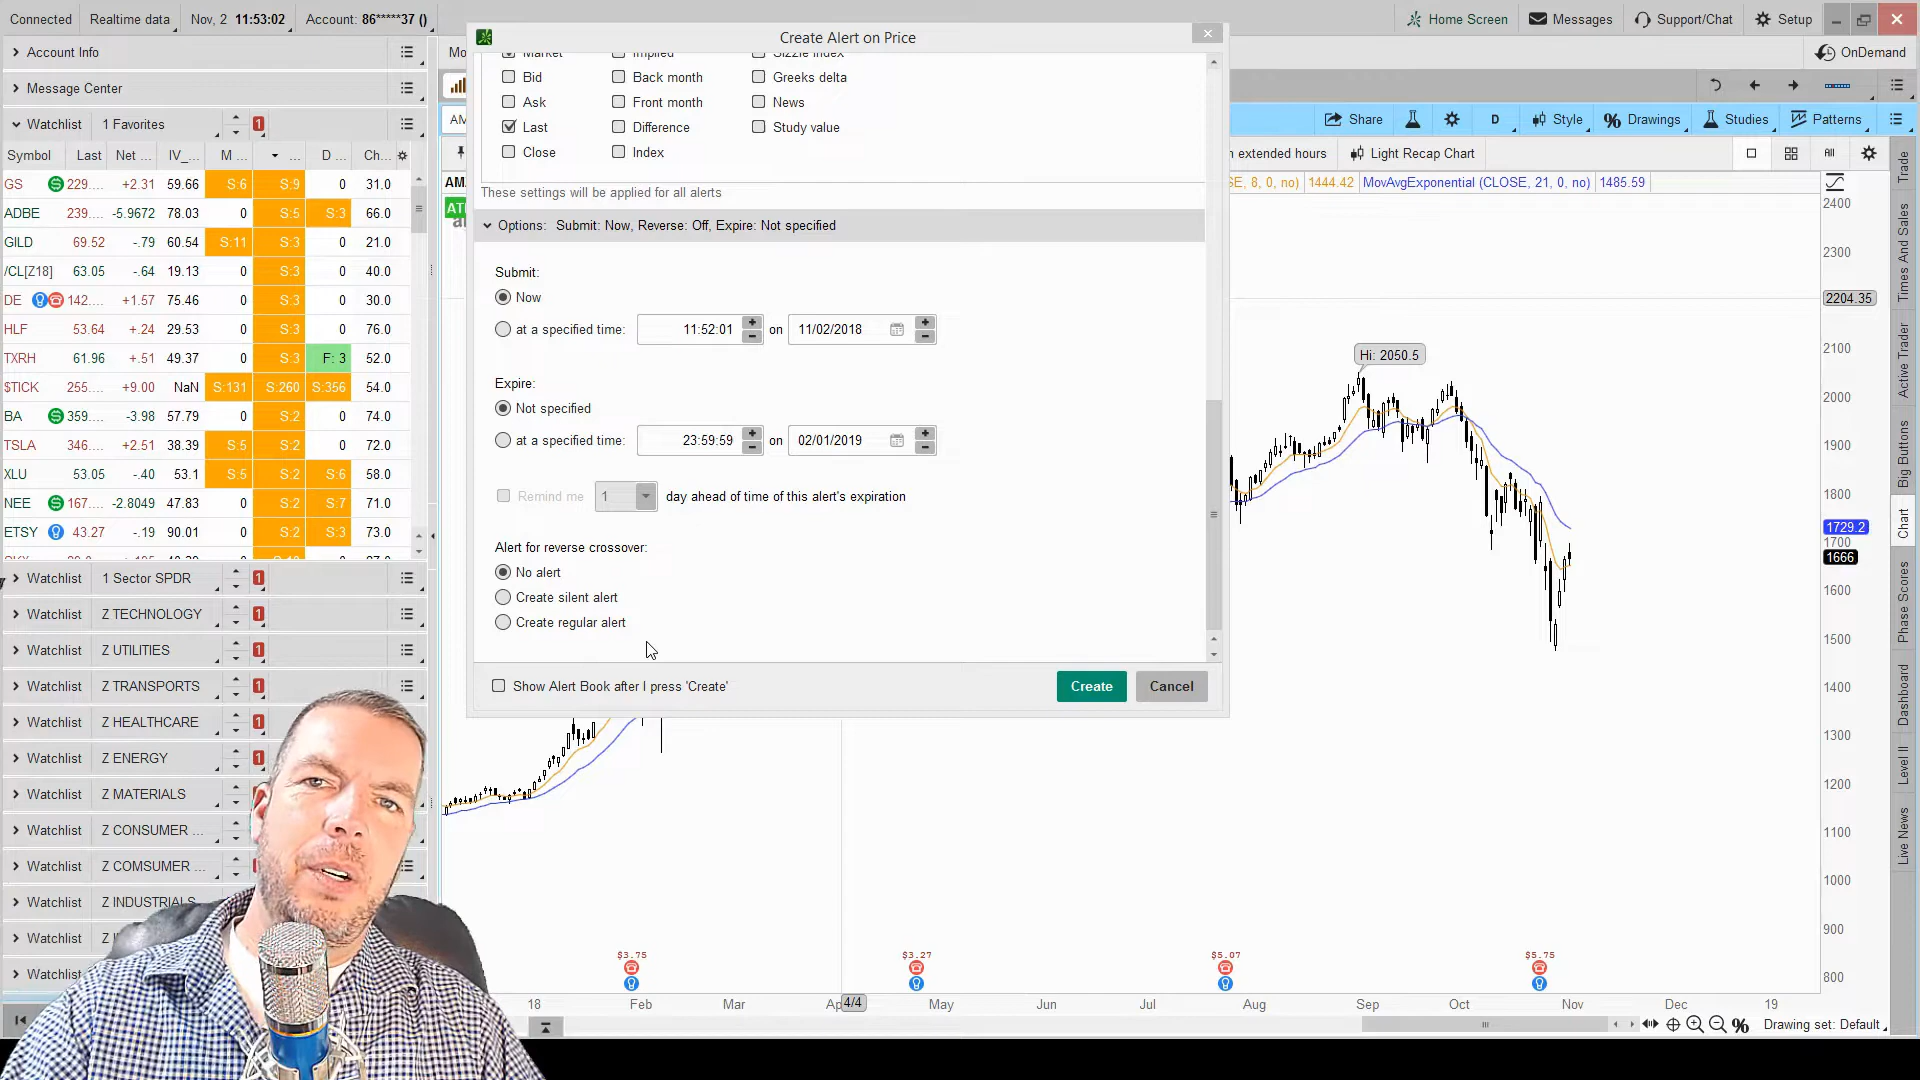 Connected Realtime data Nov, 2 11:53:02 Account: 86*****37 () Home Screen Messages Support/Chat Setup
Create Alert on Price
Account Info
OnDemand
Message Center
Watchlist 1 Favorites
Symbol Last Net ... IV_... M ... ... D ... Ch...
GS 229.... +2.31 59.66 S:6 S:9 0 31.0
ADBE 239.... -5.9672 78.03 0 S:5 S:3 66.0
GILD 69.52 -.79 60.54 S:11 S:3 0 21.0
/CL[Z18] 63.05 -.64 19.13 0 S:3 0 40.0
DE 142.... +1.57 75.46 0 S:3 0 30.0
HLF 53.64 +.24 29.53 0 S:3 0 76.0
TXRH 61.96 +.51 49.37 0 S:3 F: 3 52.0
$TICK 255.... +9.00 NaN S:131 S:260 S:356 54.0
BA 359.... -3.98 57.79 0 S:2 0 74.0
TSLA 346.... +2.51 38.39 S:5 S:2 0 72.0
XLU 53.05 -.40 53.1 S:5 S:2 S:6 58.0
NEE 167.... -2.8049 47.83 0 S:2 S:7 71.0
ETSY 43.27 -.19 90.01 0 S:2 S:3 73.0
Watchlist 1 Sector SPDR
Watchlist Z TECHNOLOGY
Watchlist Z UTILITIES
Watchlist Z TRANSPORTS
Watchlist Z HEALTHCARE
Watchlist Z ENERGY
Watchlist Z MATERIALS
Watchlist Z CONSUMER ...
Watchlist Z COMSUMER ...
Watchlist Z INDUSTRIALS
Watchlist
Watchlist
Market Implied Sizzle Index
Bid Back month Greeks delta
Ask Front month News
Last Difference Study value
Close Index
These settings will be applied for all alerts
Options: Submit: Now, Reverse: Off, Expire: Not specified
Submit:
Now
at a specified time: 11:52:01 on 11/02/2018
Expire:
Not specified
at a specified time: 23:59:59 on 02/01/2019
Remind me 1 day ahead of time of this alert's expiration
Alert for reverse crossover:
No alert
Create silent alert
Create regular alert
Show Alert Book after I press 'Create' Create Cancel
Share D Style Drawings Studies Patterns
n extended hours Light Recap Chart
SE, 8, 0, no) 1444.42 MovAvgExponential (CLOSE, 21, 0, no) 1485.59
2400
2300
2204.35
2100
2000
1900
1800
1729.2
1700
1666
1600
1500
1400
1300
1200
1100
1000
900
800
Hi: 2050.5
$3.75 $3.27 $5.07 $5.75
18 Feb Mar Ap 4/4 May Jun Jul Aug Sep Oct Nov Dec 19
Drawing set: Default
Trade
Times And Sales
Active Trader
Big Buttons
Chart
Phase Scores
Dashboard
Level II
Live News